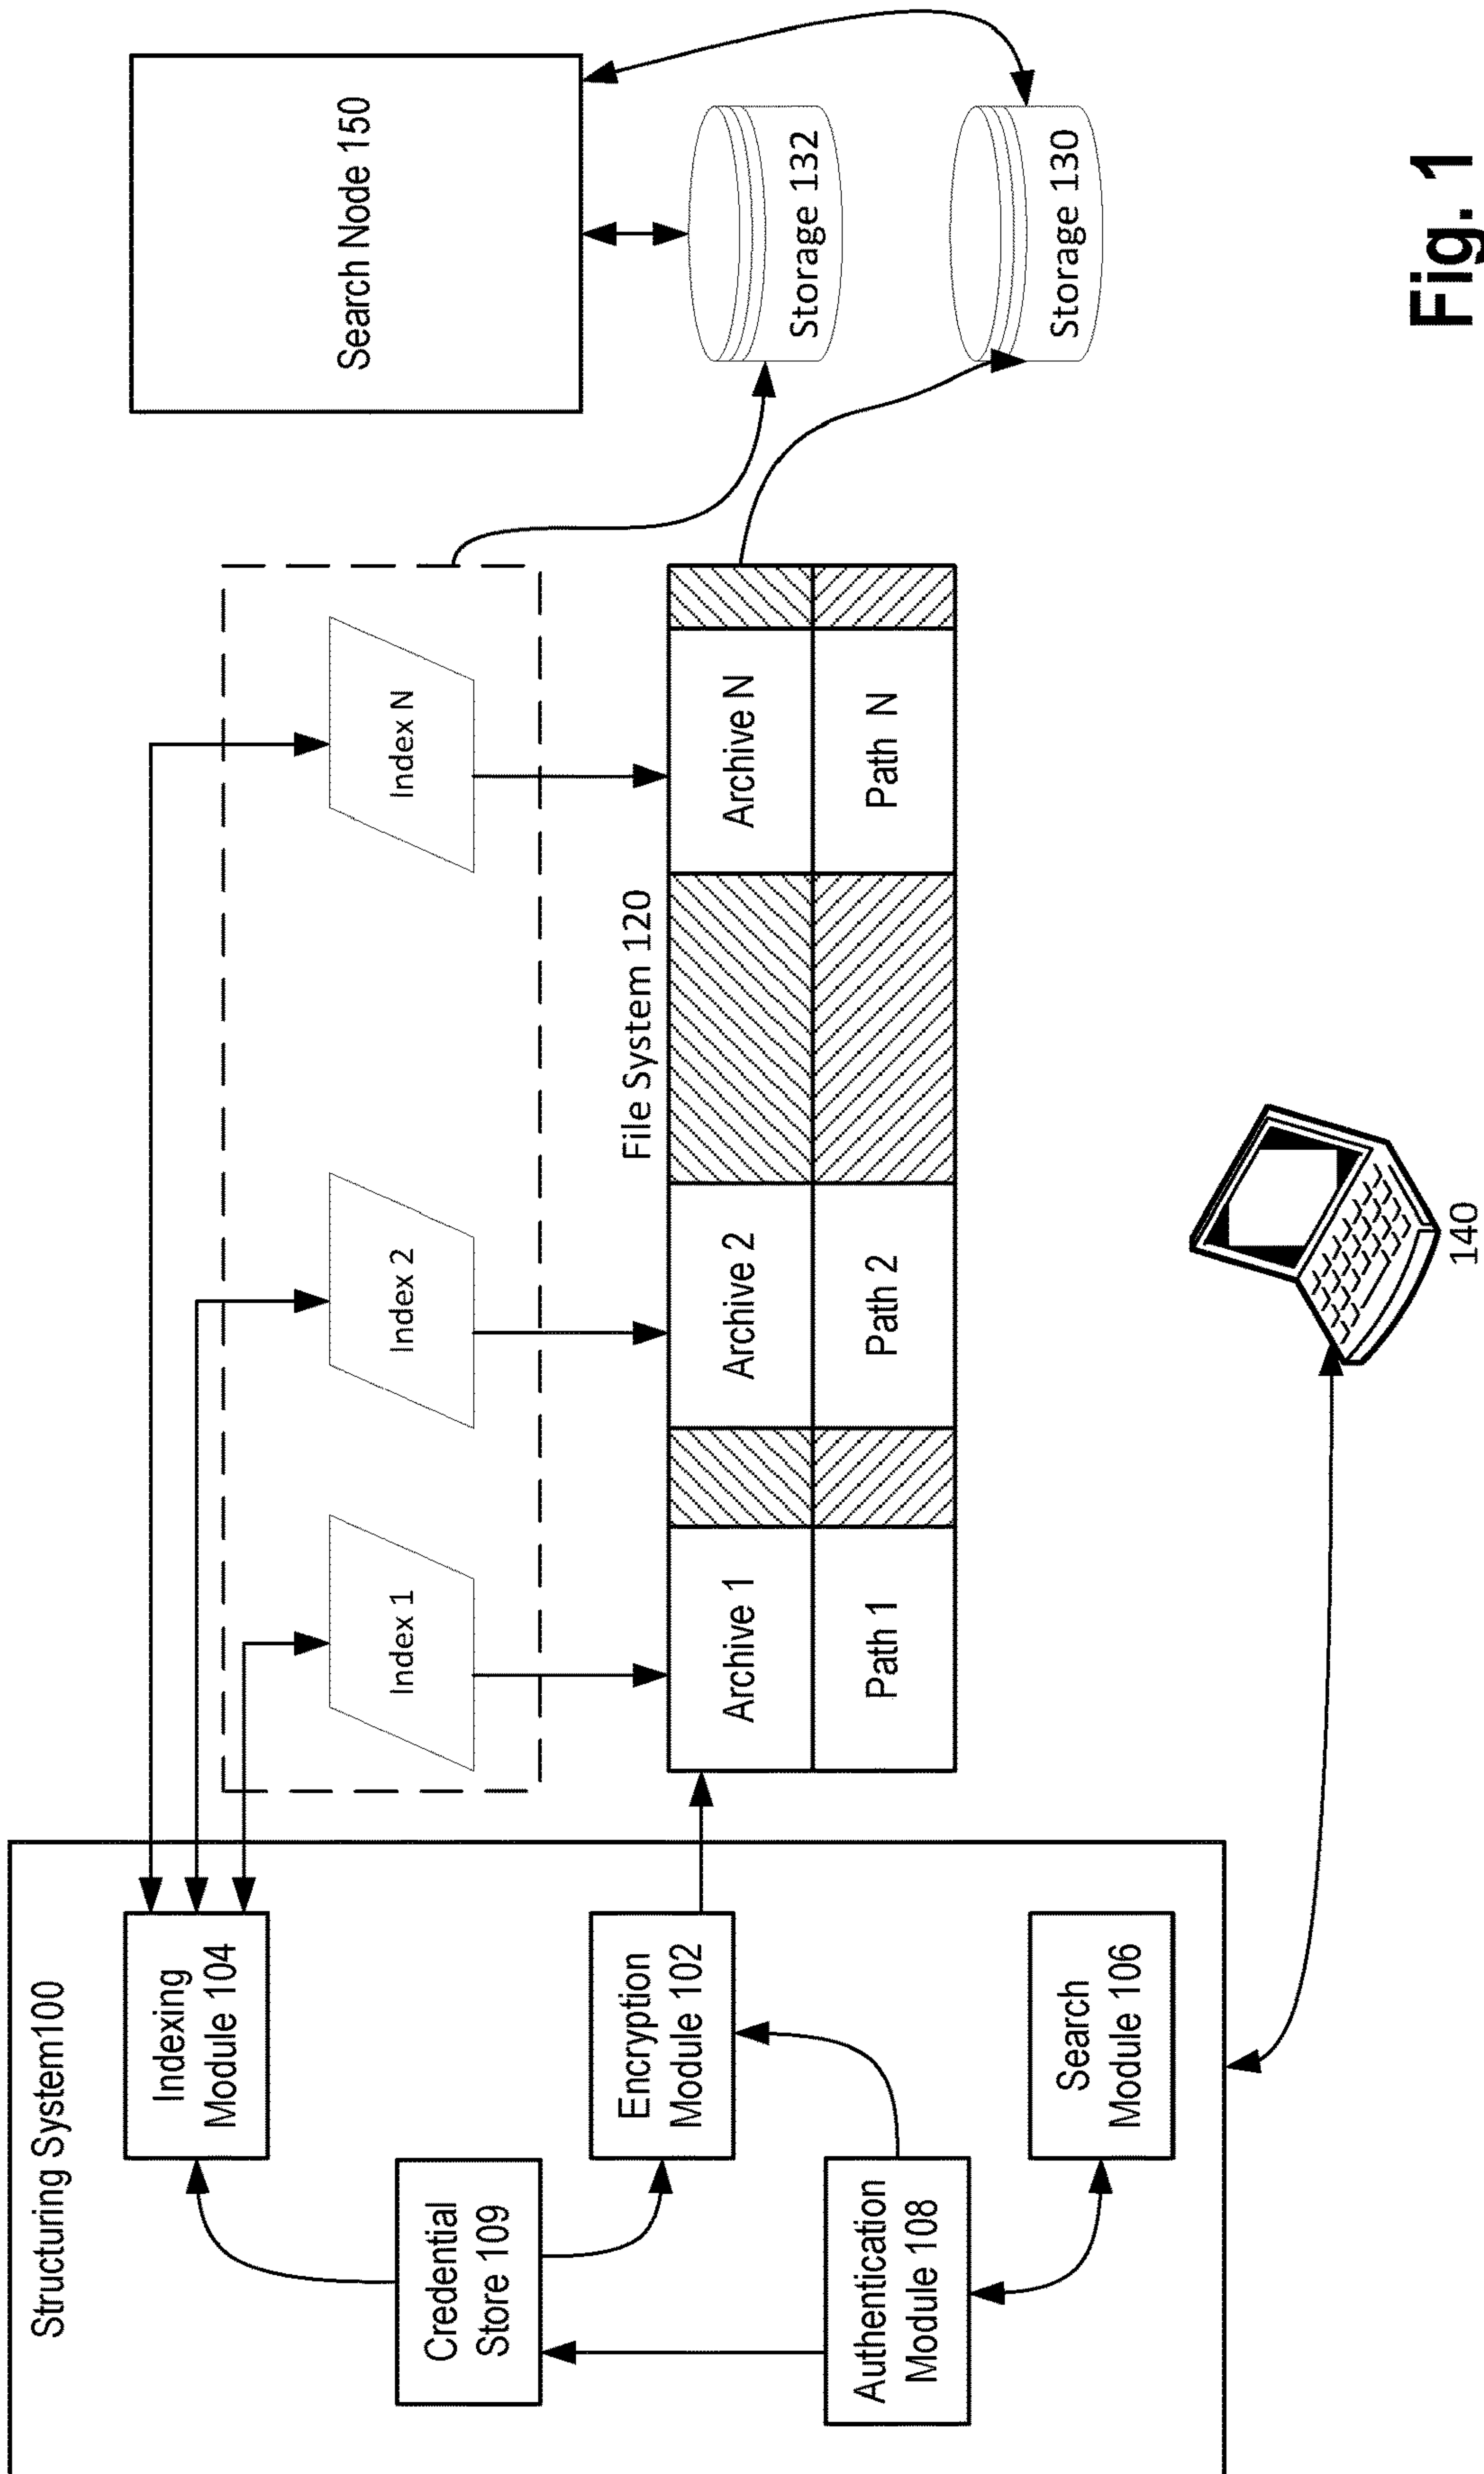 Structuring System100
Indexing
Module 104
Credential
Store 109
Encryption
Module 102
Authentication
Module 108
Search
Module 106
Index 1
Index 2
Index N
File System 120
Archive 1
Archive 2
Archive N
Path 1
Path 2
Path N
Search Node 150
Storage 132
Storage 130
140
Fig. 1